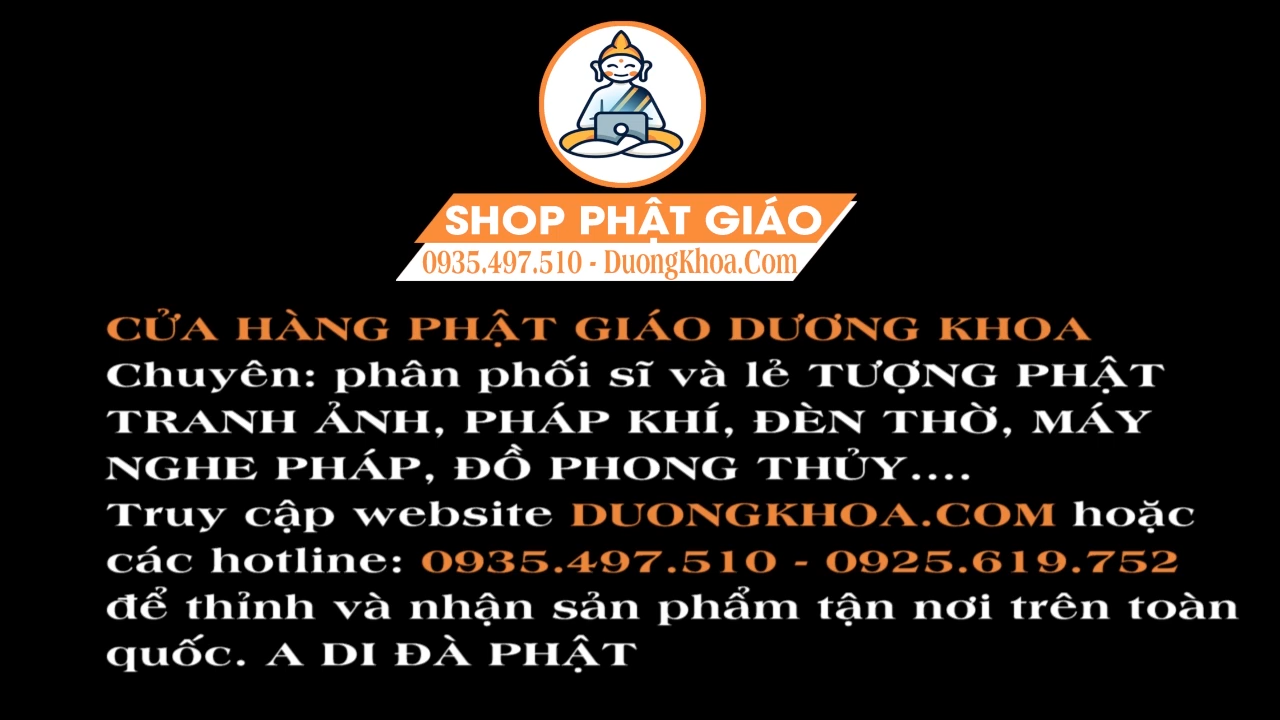 SHOP PHẬT GIÁO
0935.497.510 - DuongKhoa.Com
CỬA HÀNG PHẬT GIÁO DƯƠNG KHOA
Chuyên: phân phối sĩ và lẻ TƯỢNG PHẬT
TRANH ẢNH, PHÁP KHÍ, ĐÈN THỜ, MÁY
NGHE PHÁP, ĐỒ PHONG THỦY....
Truy cập website DUONGKHOA.COM hoặc
các hotline: 0935.497.510 - 0925.619.752
để thỉnh và nhận sản phẩm tận nơi trên toàn
quốc. A DI ĐÀ PHẬT